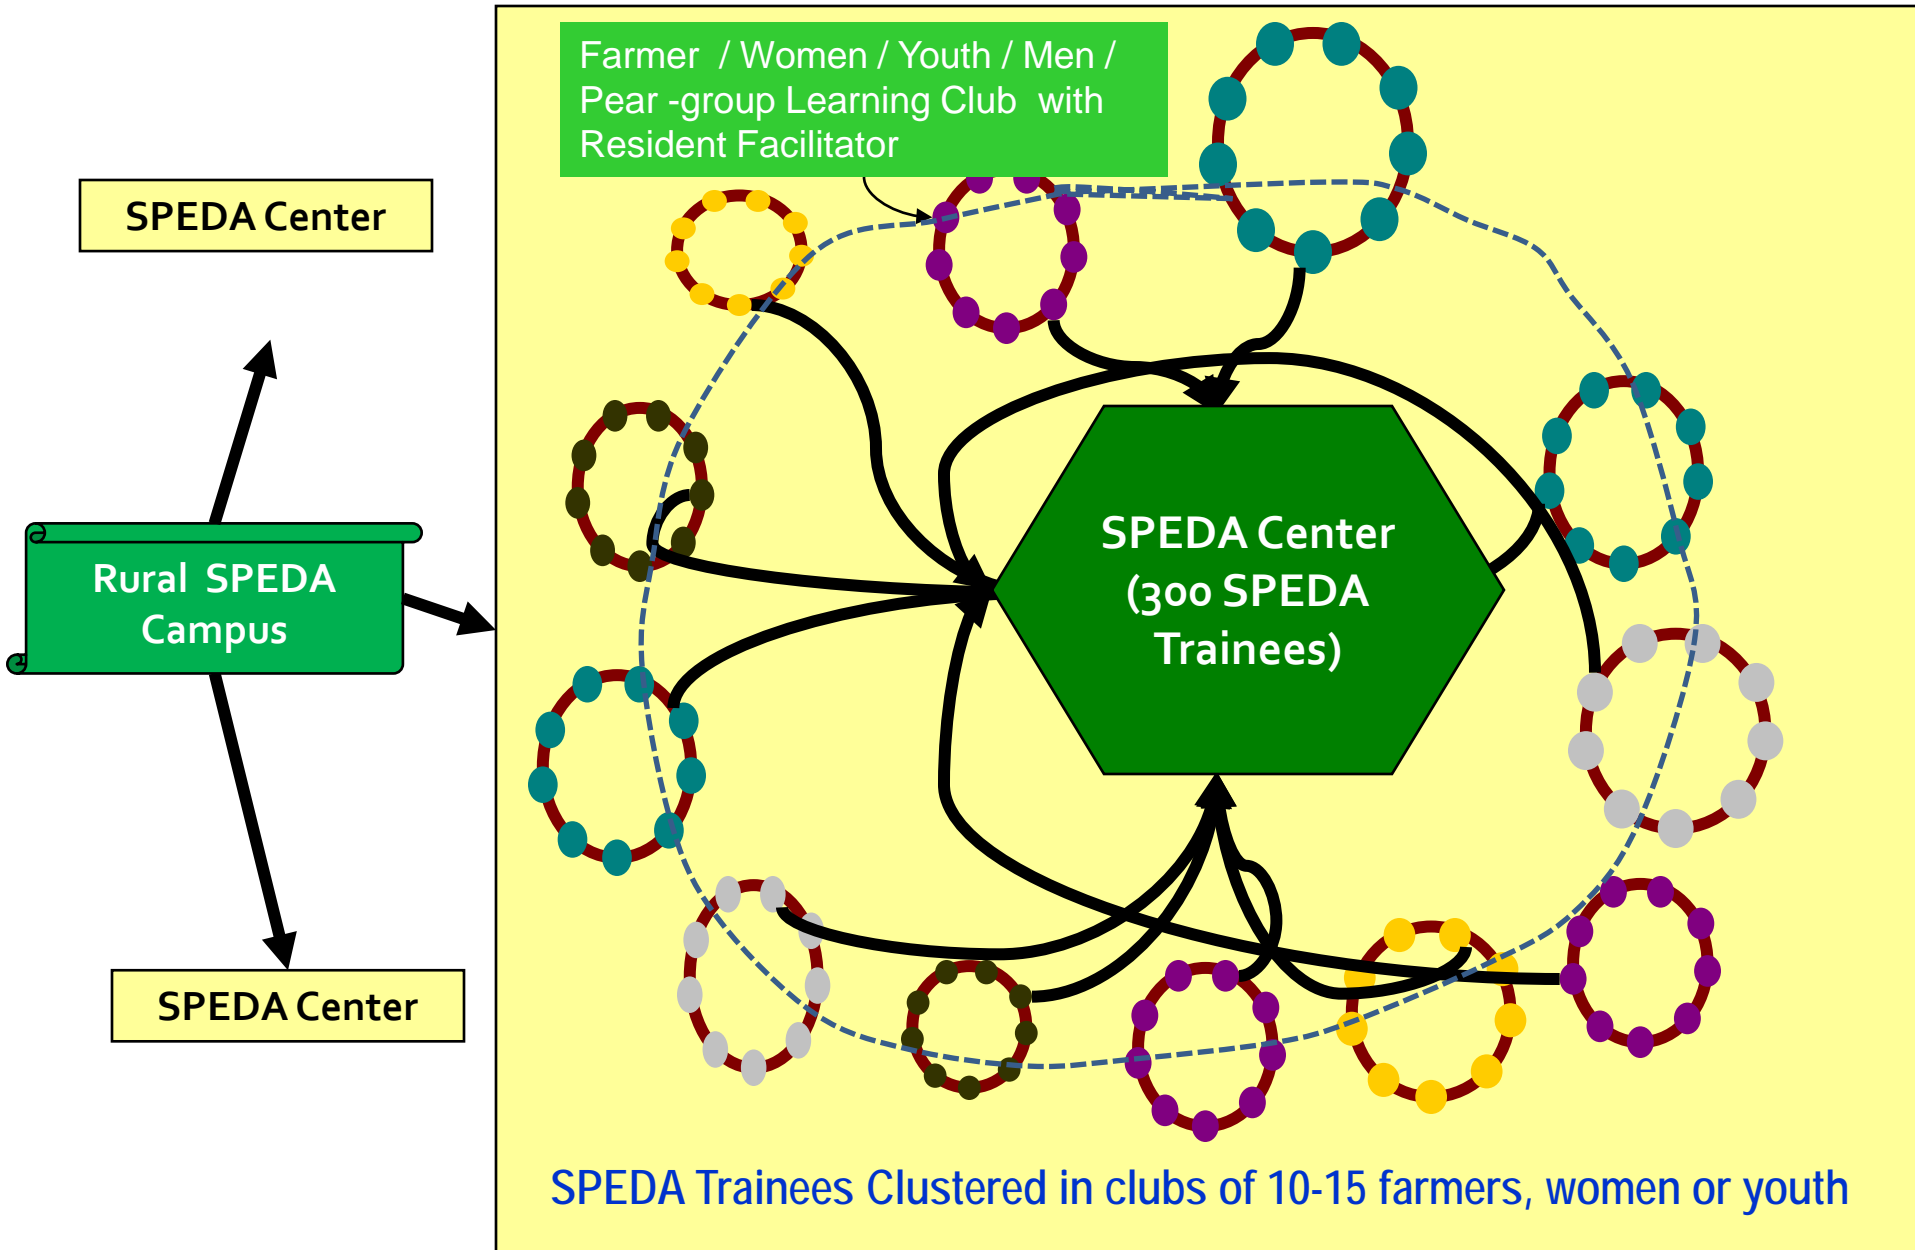 Farmer / Women / Youth / Men /
Pear -group Learning Club with
Resident Facilitator
SPEDA Center
Rural SPEDA
Campus
SPEDA Center
(300 SPEDA
Trainees)
SPEDA Center
SPEDA Trainees Clustered in clubs of 10-15 farmers, women or youth